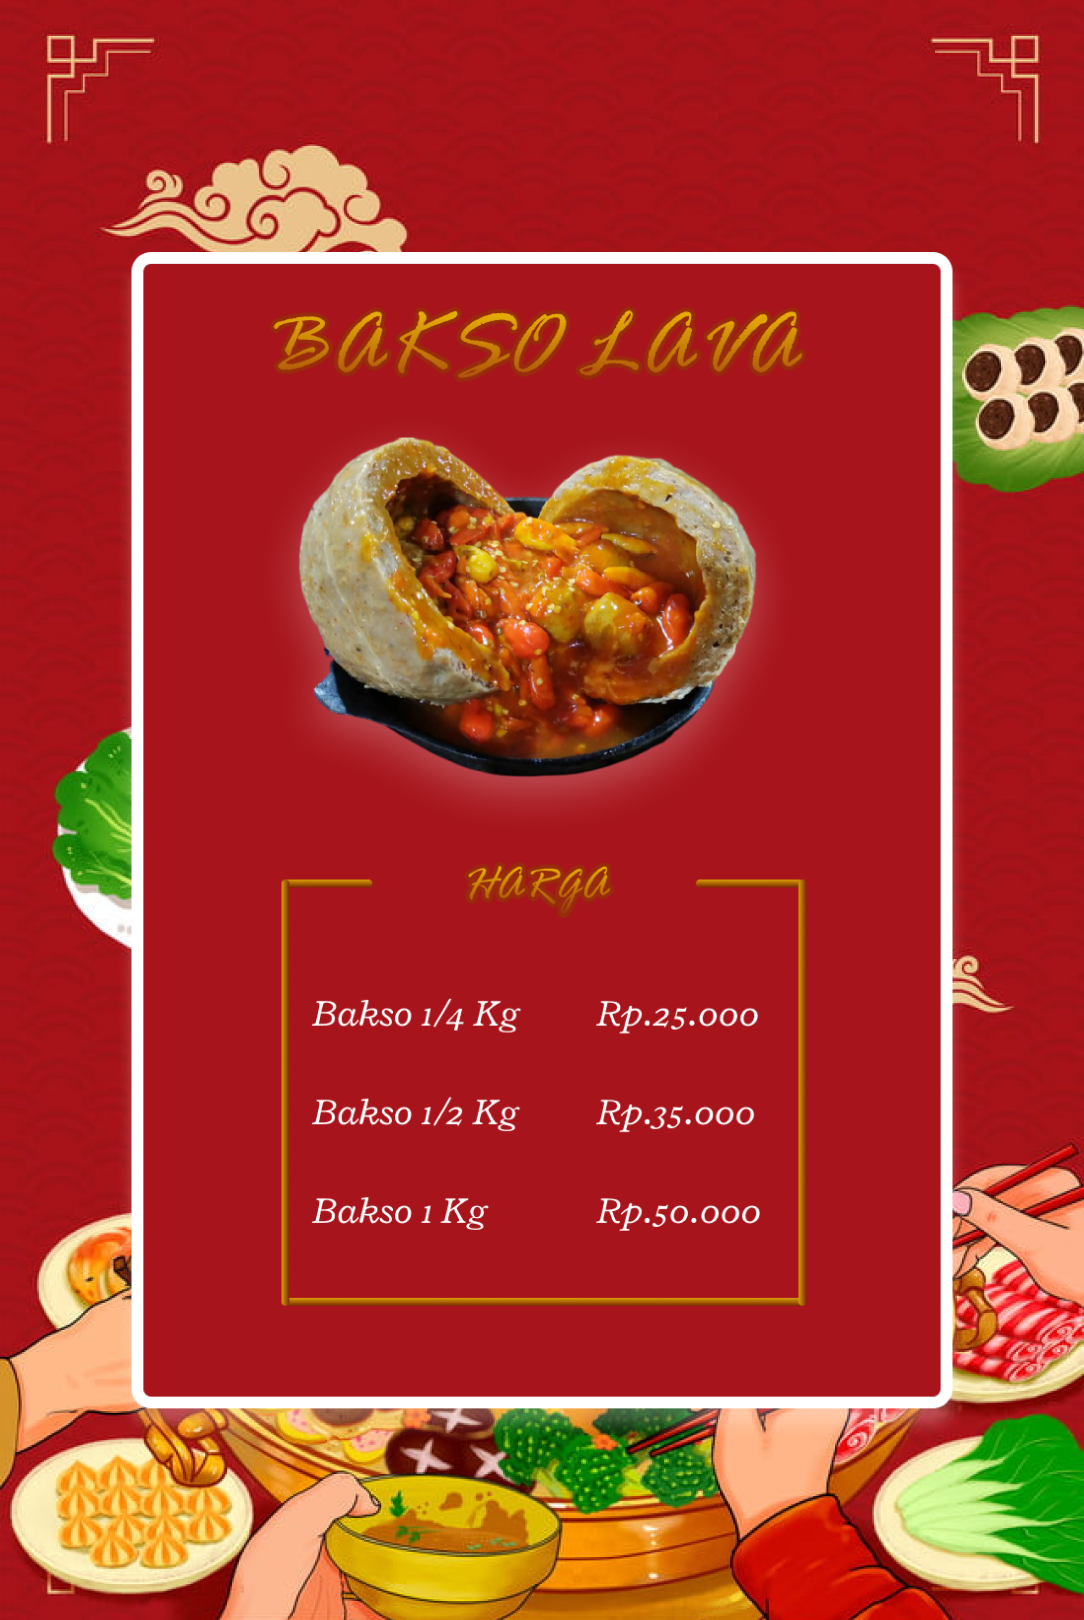 BAKSO LAVA
HARGA
Bakso 1/4 Kg Rp.25.000
Bakso 1/2 Kg Rp.35.000
Bakso 1 Kg Rp.50.000